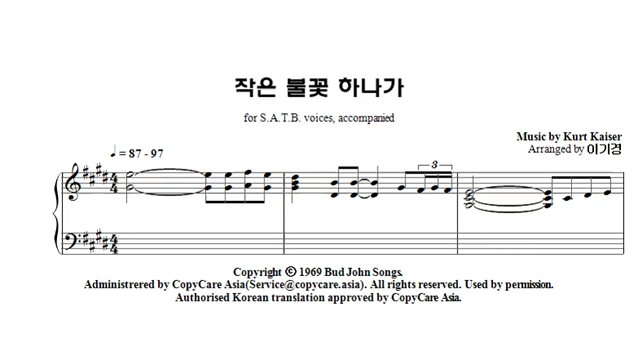 작은 불꽃 하나가
for S.A.T.B. voices, accompanied
Music by Kurt Kaiser
Arranged by 이기경
♩ = 87 - 97
3
Copyright © 1969 Bud John Songs.
Administrered by CopyCare Asia(Service@copycare.asia). All rights reserved. Used by permission.
Authorised Korean translation approved by CopyCare Asia.